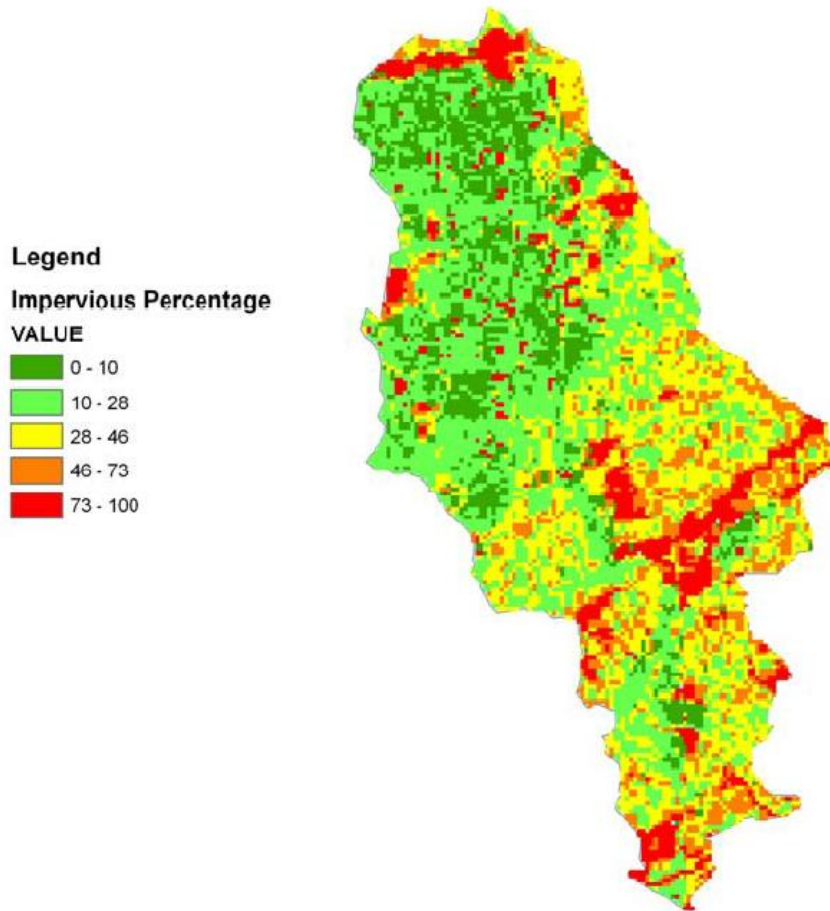 Legend
Impervious Percentage
VALUE
0 - 10
10 - 28
28 - 46
46 - 73
73 - 100